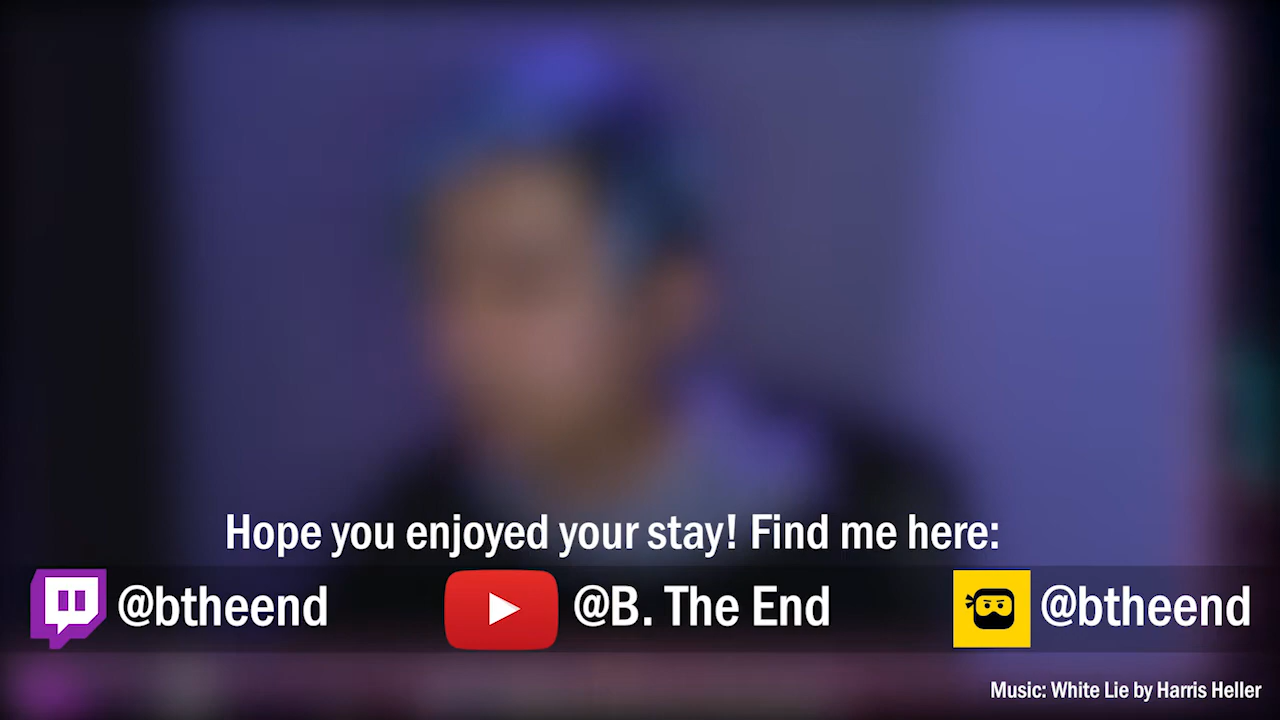 Hope you enjoyed your stay! Find me here:
@btheend @B. The End @btheend
Music: White Lie by Harris Heller